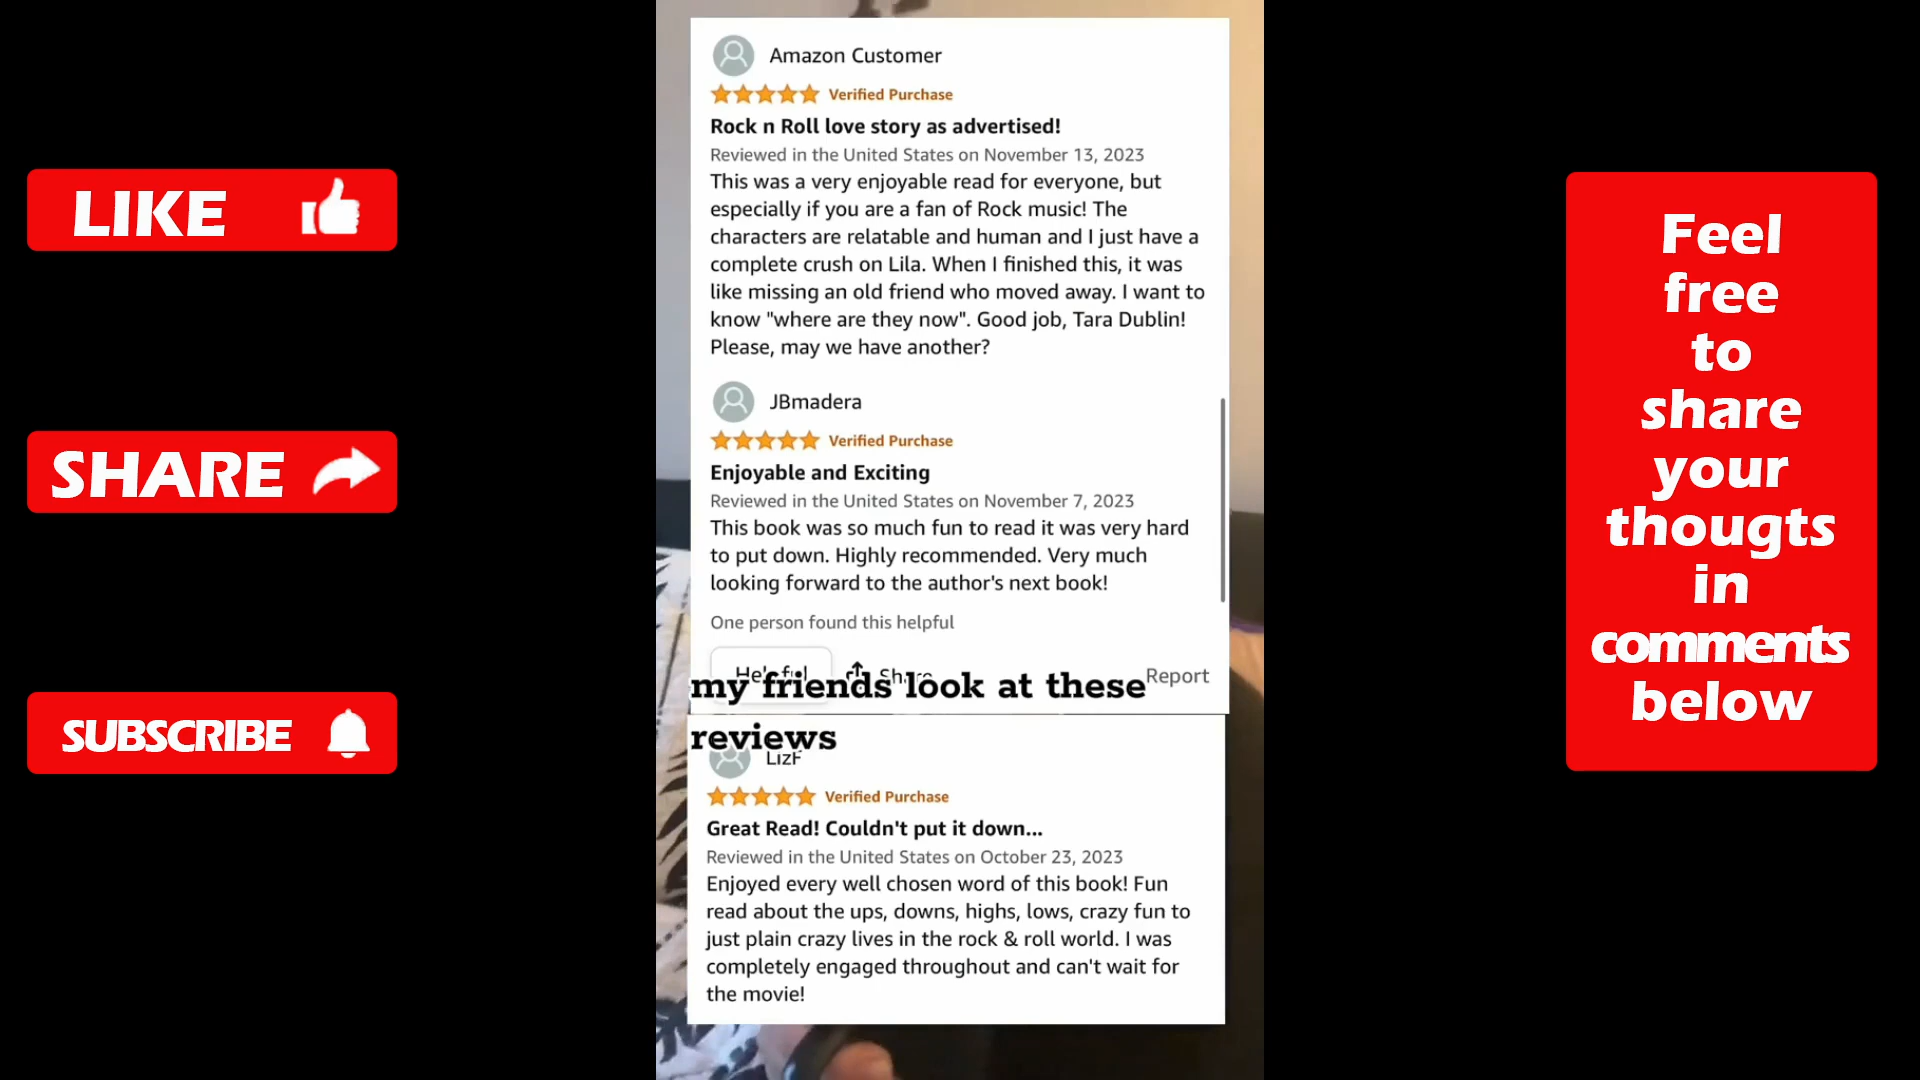 LIKE
SHARE
SUBSCRIBE
Amazon Customer
Verified Purchase
Rock n Roll love story as advertised!
Reviewed in the United States on November 13, 2023
This was a very enjoyable read for everyone, but
especially if you are a fan of Rock music! The
characters are relatable and human and I just have a
complete crush on Lila. When I finished this, it was
like missing an old friend who moved away. I want to
know "where are they now". Good job, Tara Dublin!
Please, may we have another?
JBmadera
Verified Purchase
Enjoyable and Exciting
Reviewed in the United States on November 7, 2023
This book was so much fun to read it was very hard
to put down. Highly recommended. Very much
looking forward to the author's next book!
One person found this helpful
Helpful Share Report
my friends look at these
reviews
LizF
Verified Purchase
Great Read! Couldn't put it down...
Reviewed in the United States on October 23, 2023
Enjoyed every well chosen word of this book! Fun
read about the ups, downs, highs, lows, crazy fun to
just plain crazy lives in the rock & roll world. I was
completely engaged throughout and can't wait for
the movie!
Feel
free
to
share
your
thougts
in
comments
below